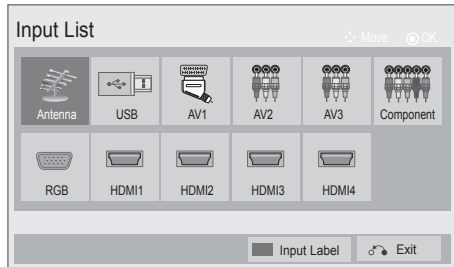 Input List
Move OK
Antenna USB AV1 AV2 AV3 Component
RGB HDMI1 HDMI2 HDMI3 HDMI4
Input Label Exit